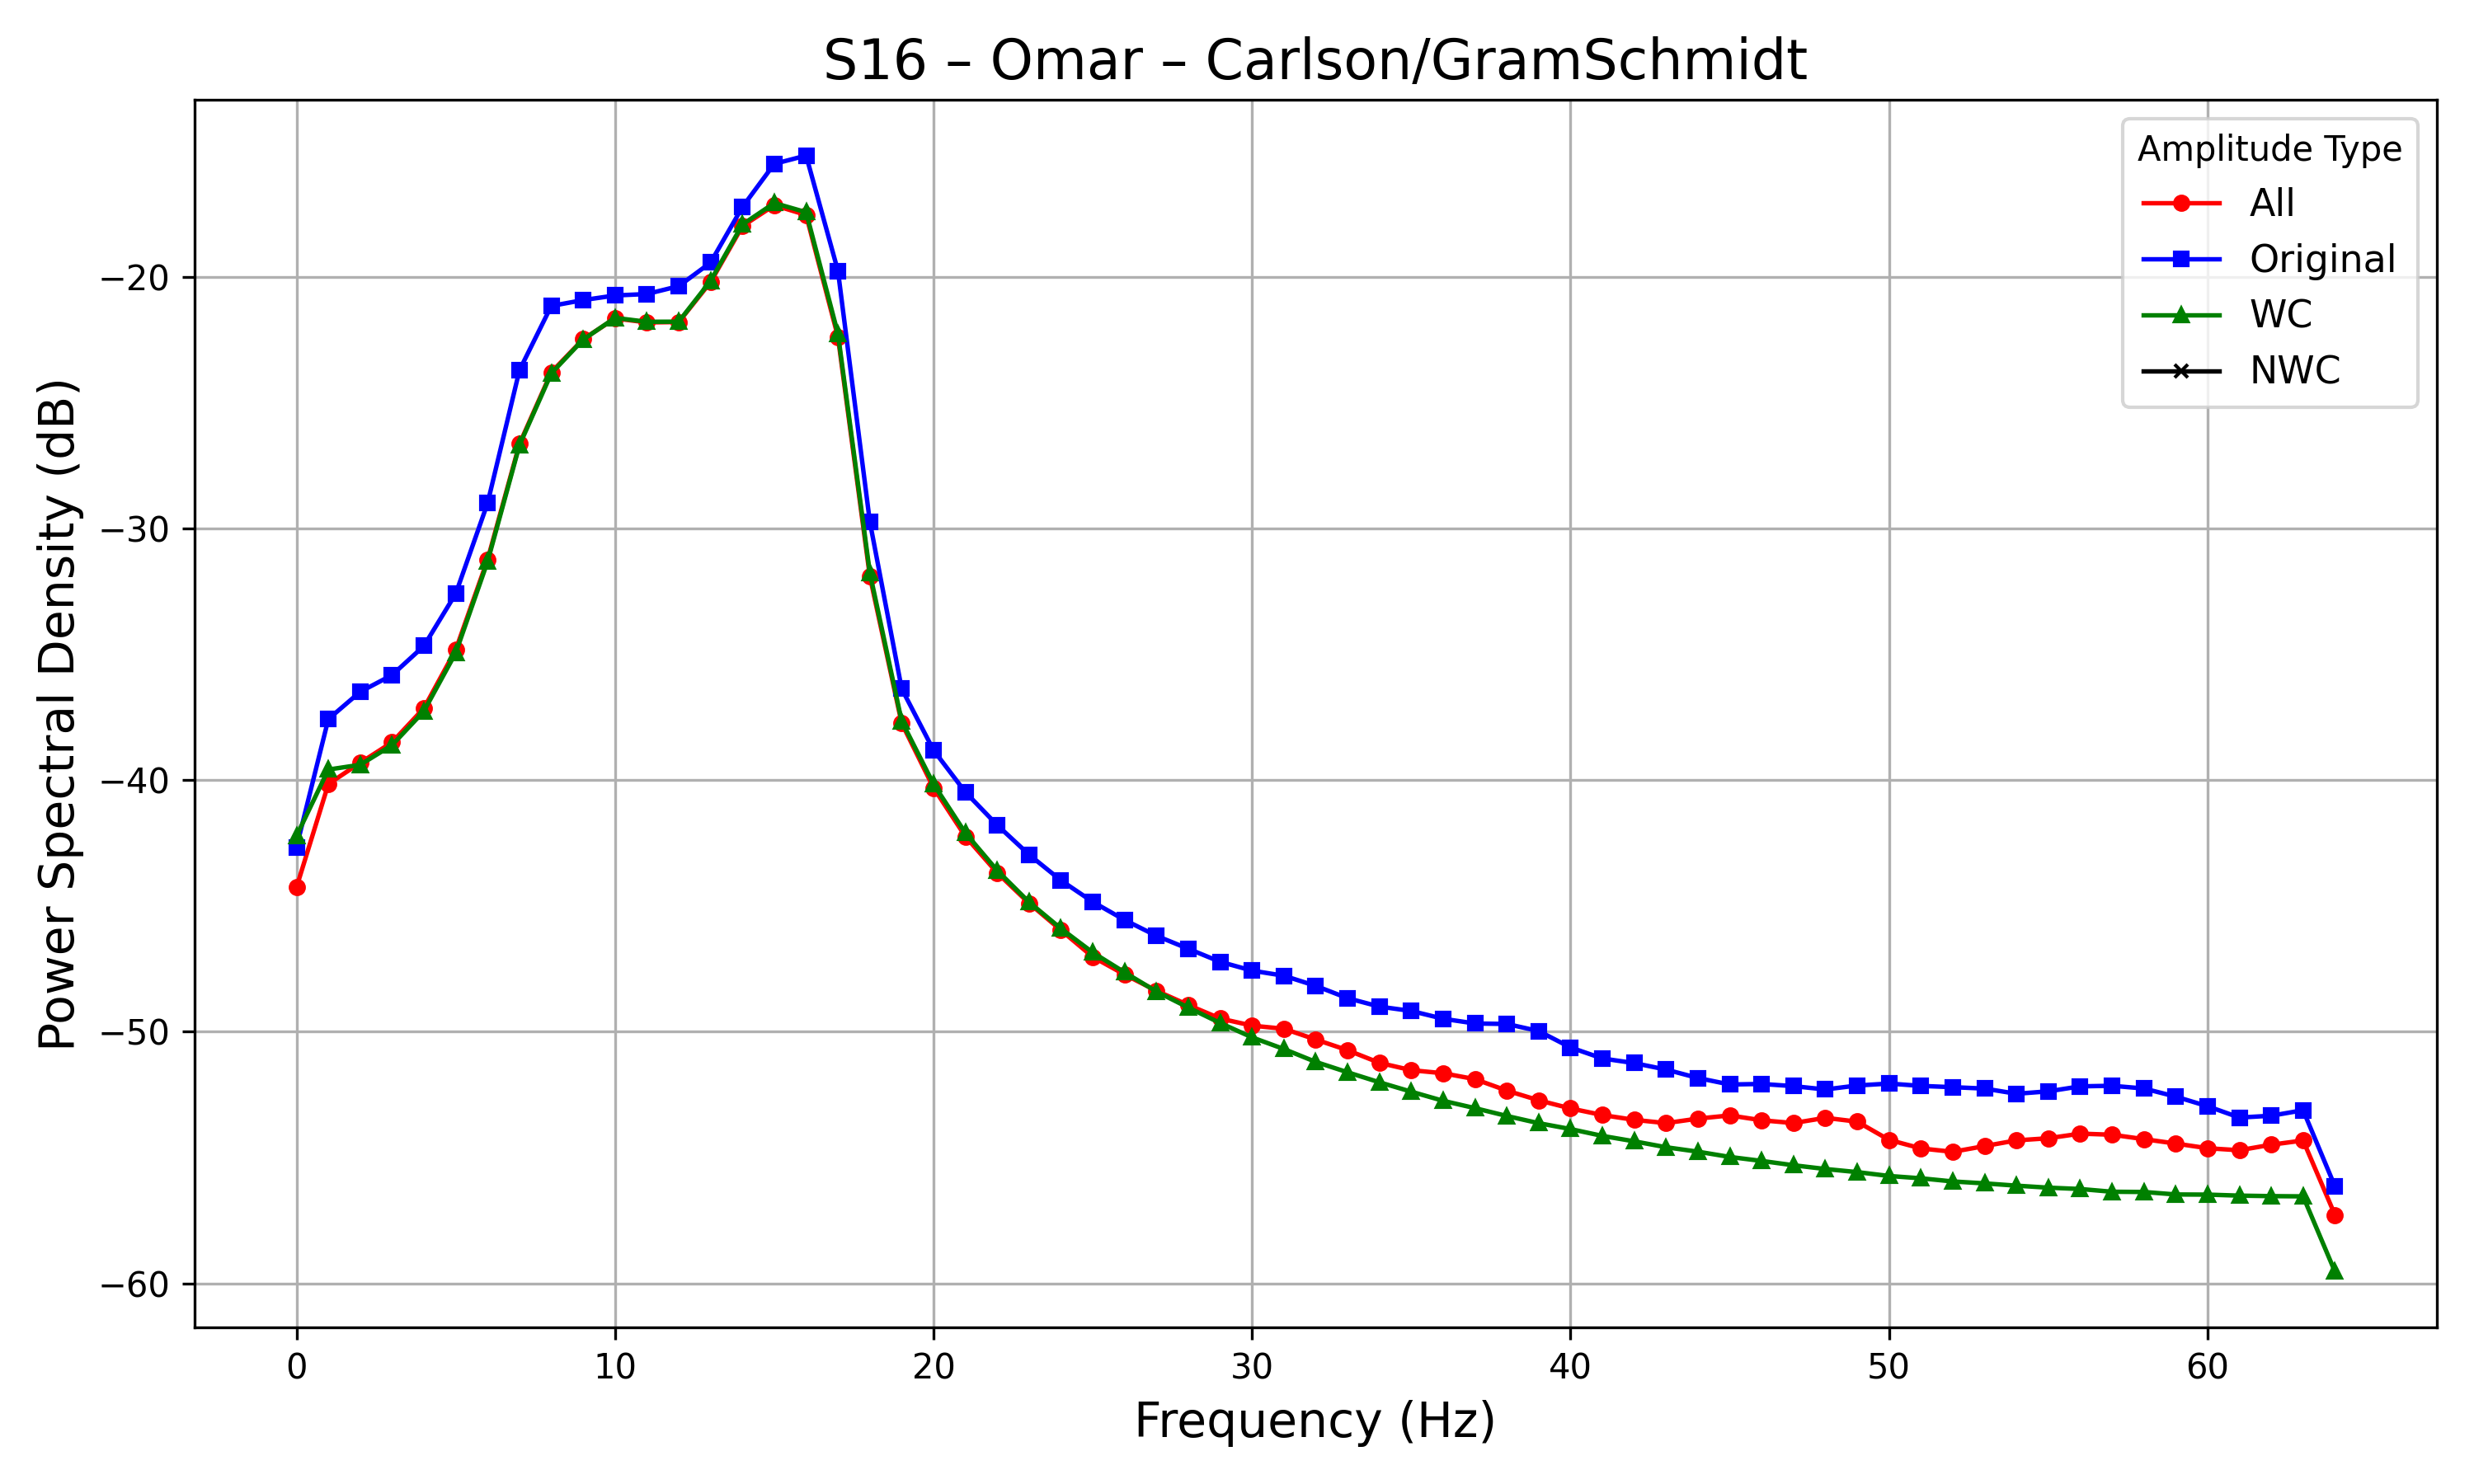 S16 – Omar – Carlson/GramSchmidt
Power Spectral Density (dB)
−20
−30
−40
−50
−60
0 10 20 30 40 50 60
Frequency (Hz)
Amplitude Type
All
Original
WC
NWC